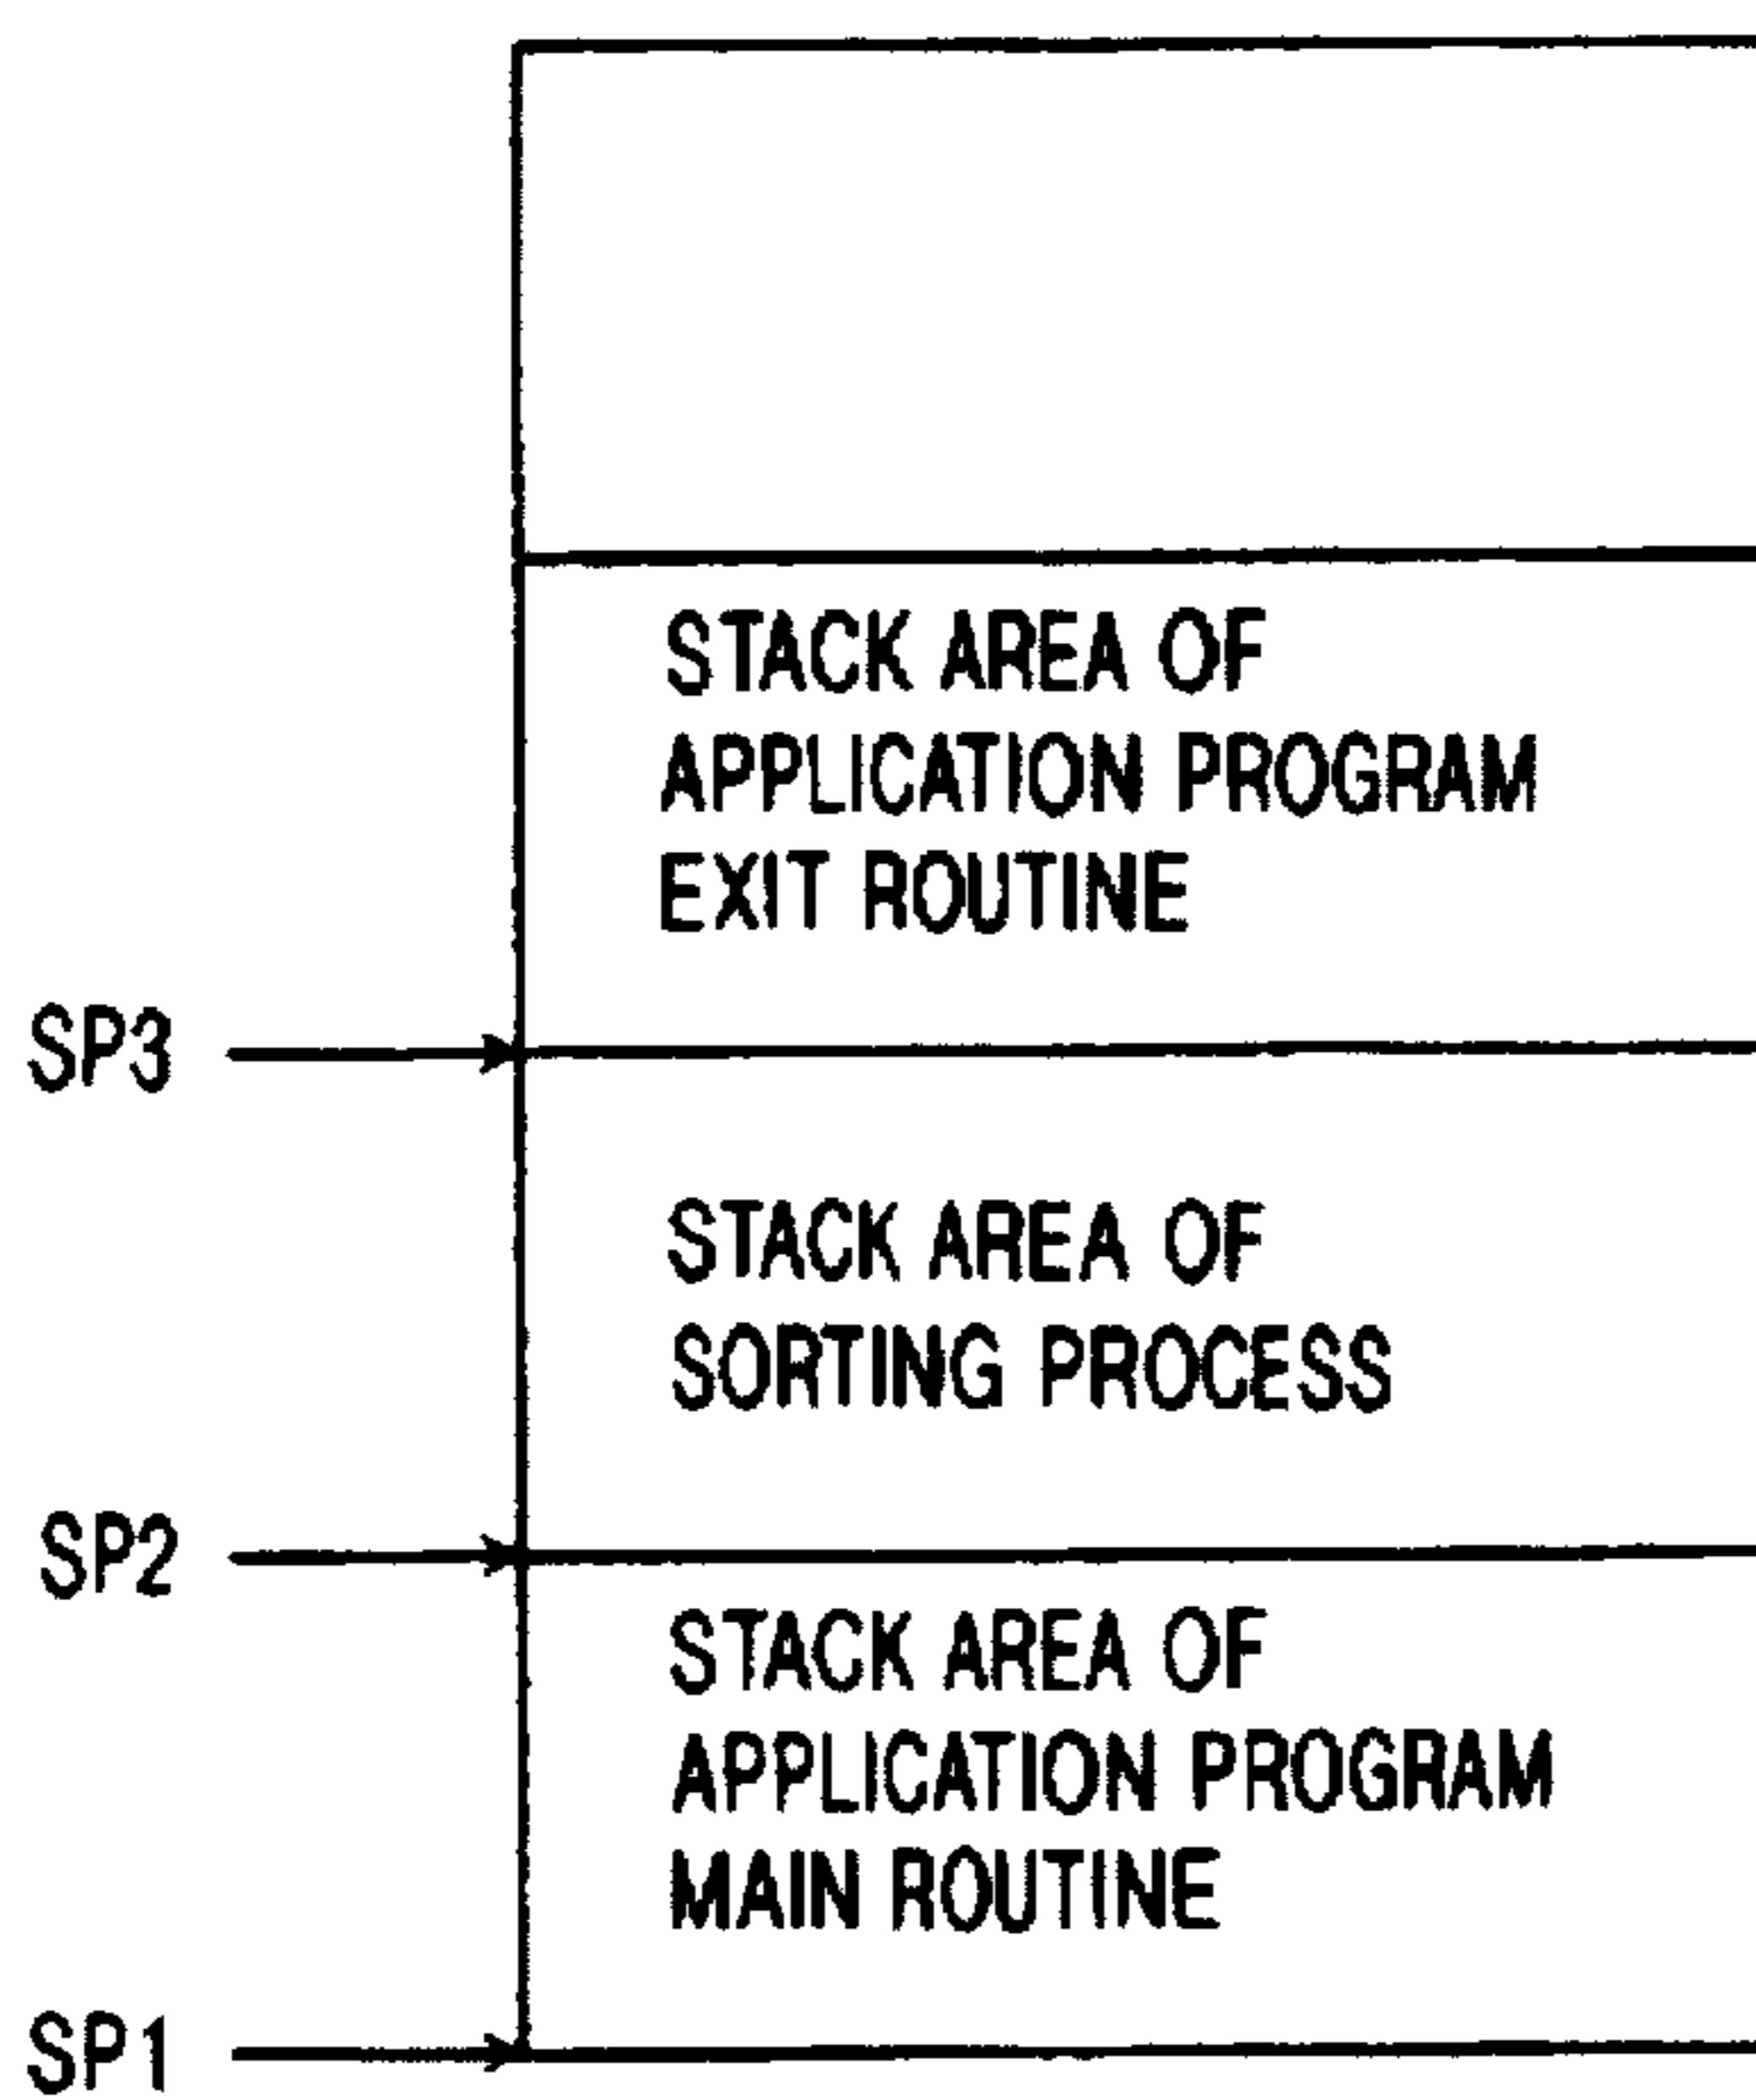 STACK AREA OF
APPLICATION PROGRAM
EXIT ROUTINE
SP3
STACK AREA OF
SORTING PROCESS
SP2
STACK AREA OF
APPLICATION PROGRAM
MAIN ROUTINE
SP1